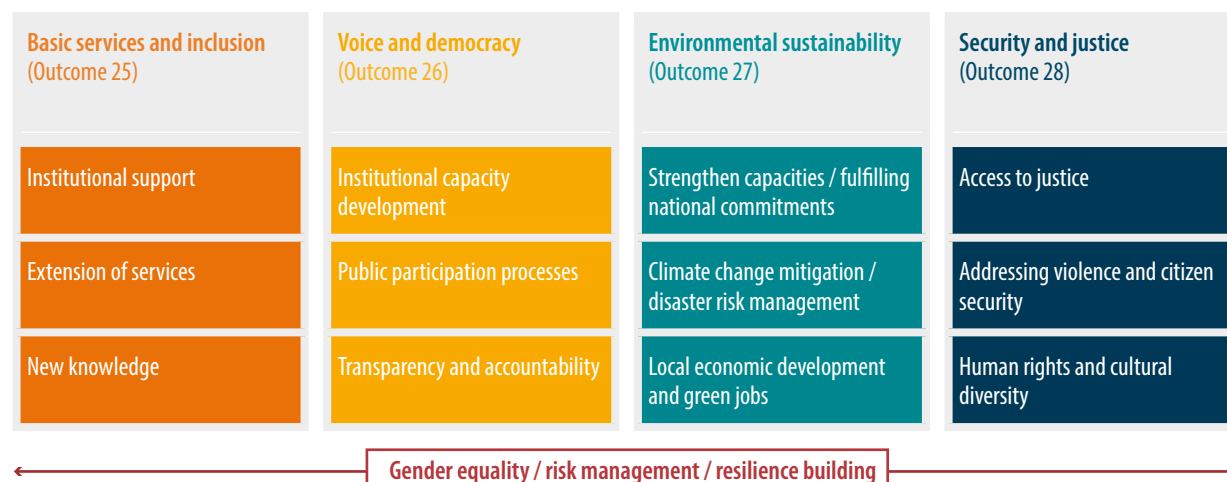 Basic services and inclusion
(Outcome 25)
Institutional support
Extension of services
New knowledge
Voice and democracy
(Outcome 26)
Institutional capacity
development
Public participation processes
Transparency and accountability
Environmental sustainability
(Outcome 27)
Strengthen capacities / fulfilling
national commitments
Climate change mitigation /
disaster risk management
Local economic development
and green jobs
Security and justice
(Outcome 28)
Access to justice
Addressing violence and citizen
security
Human rights and cultural
diversity
Gender equality / risk management / resilience building